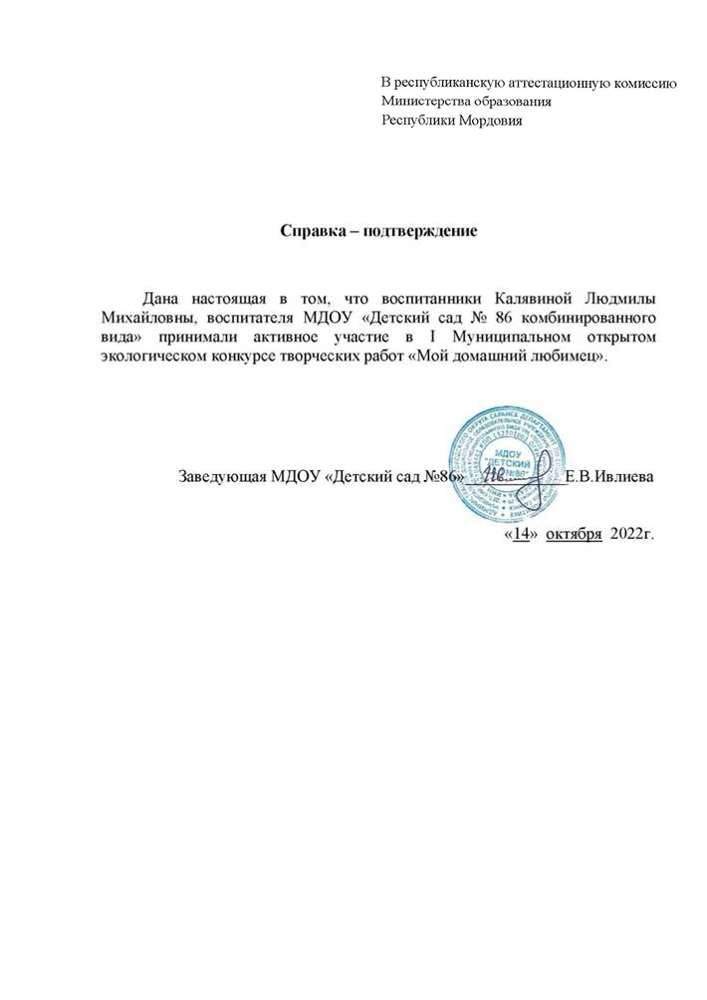 В республиканскую аттестационную комиссию
Министерства образования
Республики Мордовия
Справка – подтверждение
Дана настоящая в том, что воспитанники Калявиной Людмилы
Михайловны, воспитателя МДОУ «Детский сад № 86 комбинированного
вида» принимали активное участие в I Муниципальном открытом
экологическом конкурсе творческих работ «Мой домашний любимец».
МДОУ
"ДЕТСКИЙ
№86"
Заведующая МДОУ «Детский сад №86»____________Е.В.Ивлиева
«14» октября 2022г.